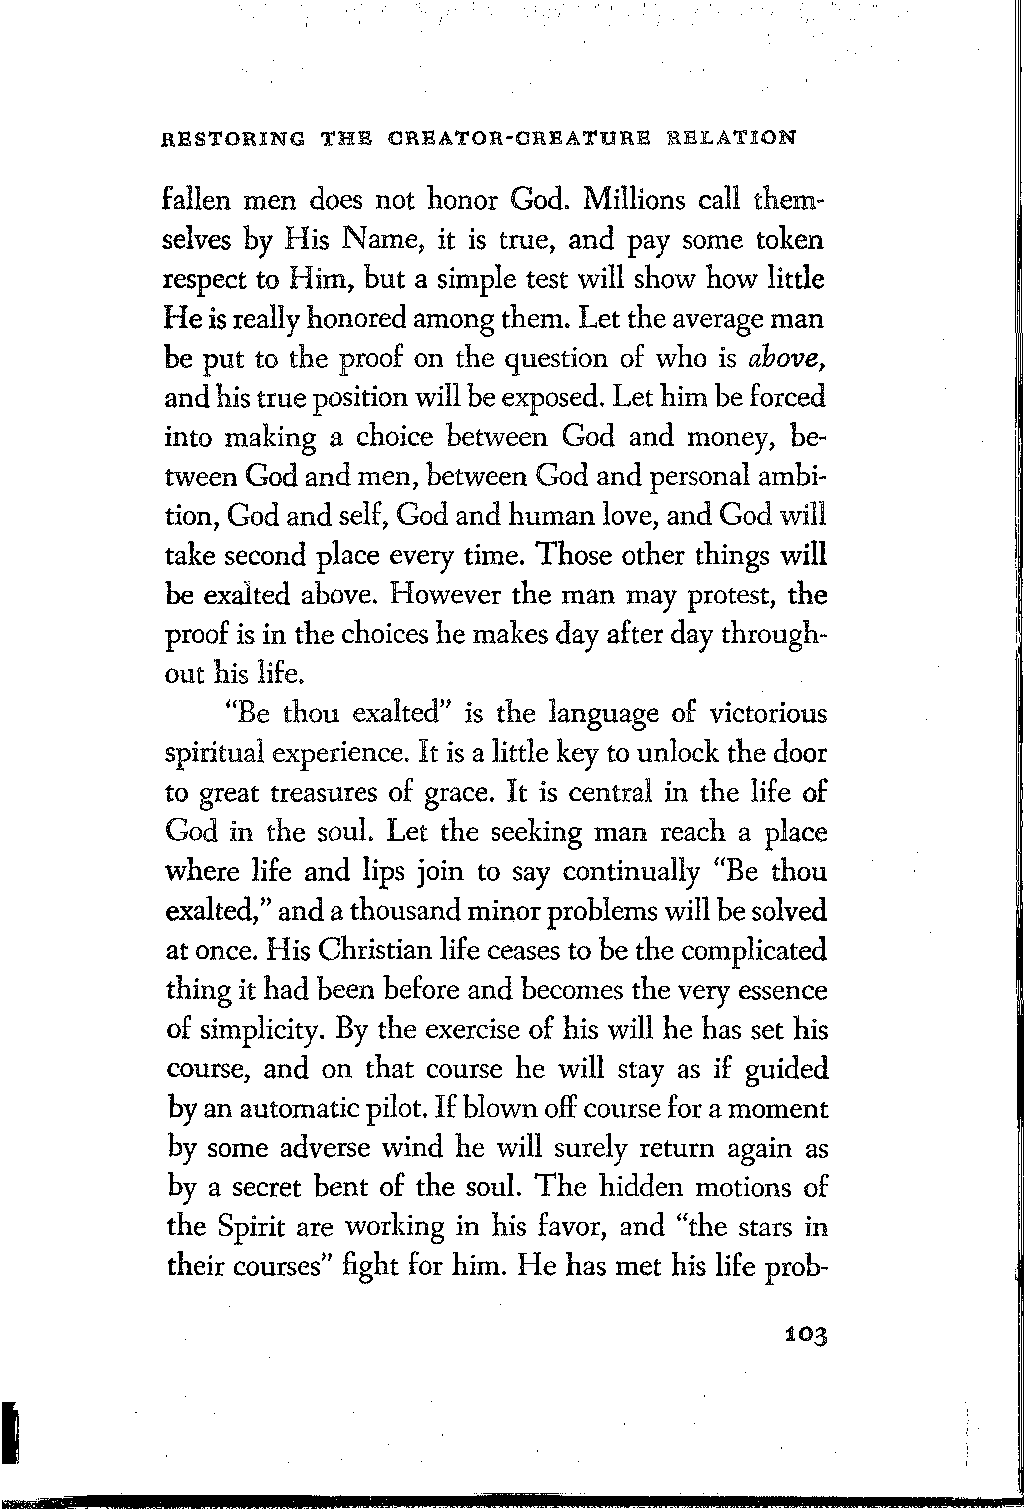 RESTORING THE CREATOR-CREATURE RELATION
fallen men does not honor God. Millions call them-
selves by His Name, it is true, and pay some token
respect to Him, but a simple test will show how little
He is really honored among them. Let the average man
be put to the proof on the question of who is above,
and his true position will be exposed. Let him be forced
into making a choice between God and money, be-
tween God and men, between God and personal ambi-
tion, God and self, God and human love, and God will
take second place every time. Those other things will
be exalted above. However the man may protest, the
proof is in the choices he makes day after day through-
out his life.
"Be thou exalted" is the language of victorious
spiritual experience. It is a little key to unlock the door
to great treasures of grace. It is central in the life of
God in the soul. Let the seeking man reach a place
where life and lips join to say continually "Be thou
exalted," and a thousand minor problems will be solved
at once. His Christian life ceases to be the complicated
thing it had been before and becomes the very essence
of simplicity. By the exercise of his will he has set his
course, and on that course he will stay as if guided
by an automatic pilot. If blown off course for a moment
by some adverse wind he will surely return again as
by a secret bent of the soul. The hidden motions of
the Spirit are working in his favor, and "the stars in
their courses" fight for him. He has met his life prob-
103